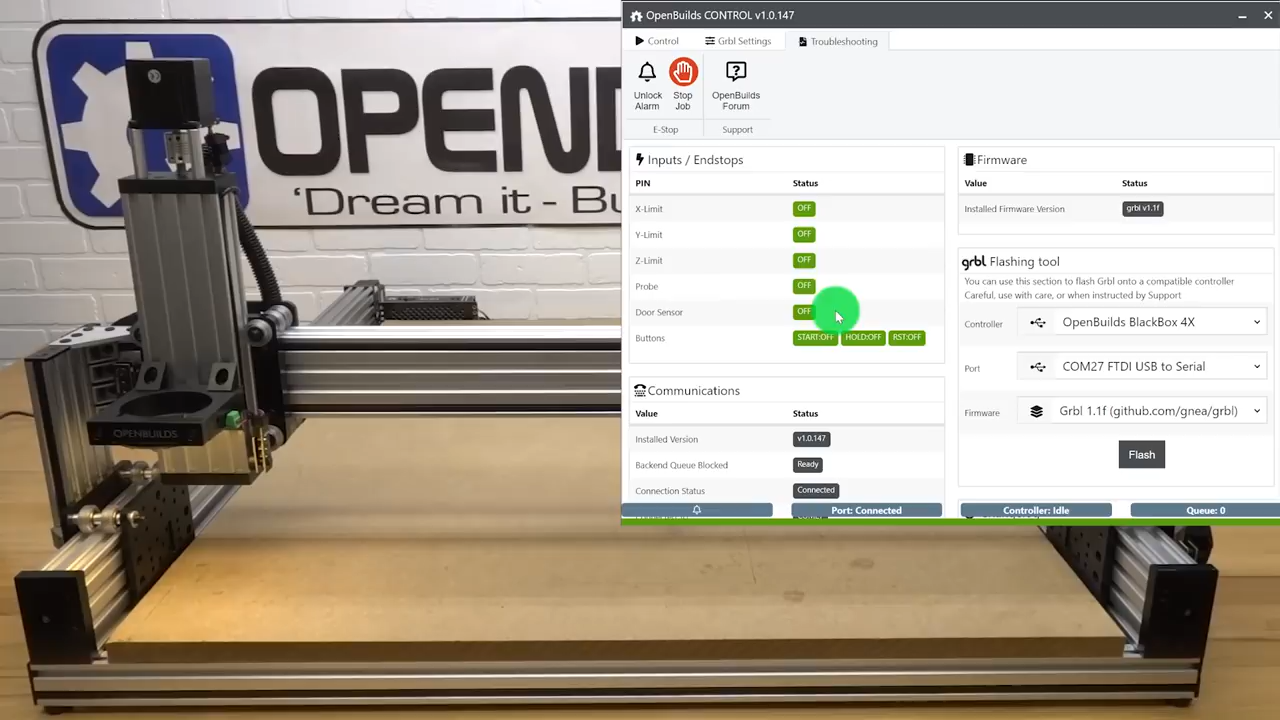 OPEN
'Dream it - Bu
OPENBUILDS
OpenBuilds CONTROL v1.0.147
Control
Grbl Settings
Troubleshooting
Unlock Alarm
Stop Job
OpenBuilds Forum
E-Stop
Support
Inputs / Endstops
PIN Status
X-Limit OFF
Y-Limit OFF
Z-Limit OFF
Probe OFF
Door Sensor OFF
Buttons START:OFF HOLD:OFF RST:OFF
Communications
Value Status
Installed Version v1.0.147
Backend Queue Blocked Ready
Connection Status Connected
Firmware
Value Status
Installed Firmware Version grbl v1.1f
grbl Flashing tool
You can use this section to flash Grbl onto a compatible controller
Careful, use with care, or when instructed by Support
Controller OpenBuilds BlackBox 4X
Port COM27 FTDI USB to Serial
Firmware Grbl 1.1f (github.com/gnea/grbl)
Flash
Port: Connected
Controller: Idle
Queue: 0